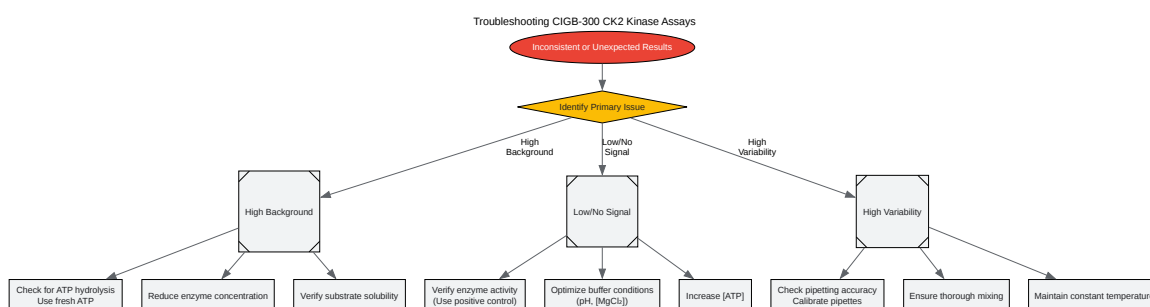 Troubleshooting CIGB-300 CK2 Kinase Assays
Inconsistent or Unexpected Results
Identify Primary Issue
High
Background
Low/No
Signal
High
Variability
High Background
Low/No Signal
High Variability
Check for ATP hydrolysis
Use fresh ATP
Reduce enzyme concentration
Verify substrate solubility
Verify enzyme activity
(Use positive control)
Optimize buffer conditions
(pH, [MgCl₂])
Increase [ATP]
Check pipetting accuracy
Calibrate pipettes
Ensure thorough mixing
Maintain constant temperature